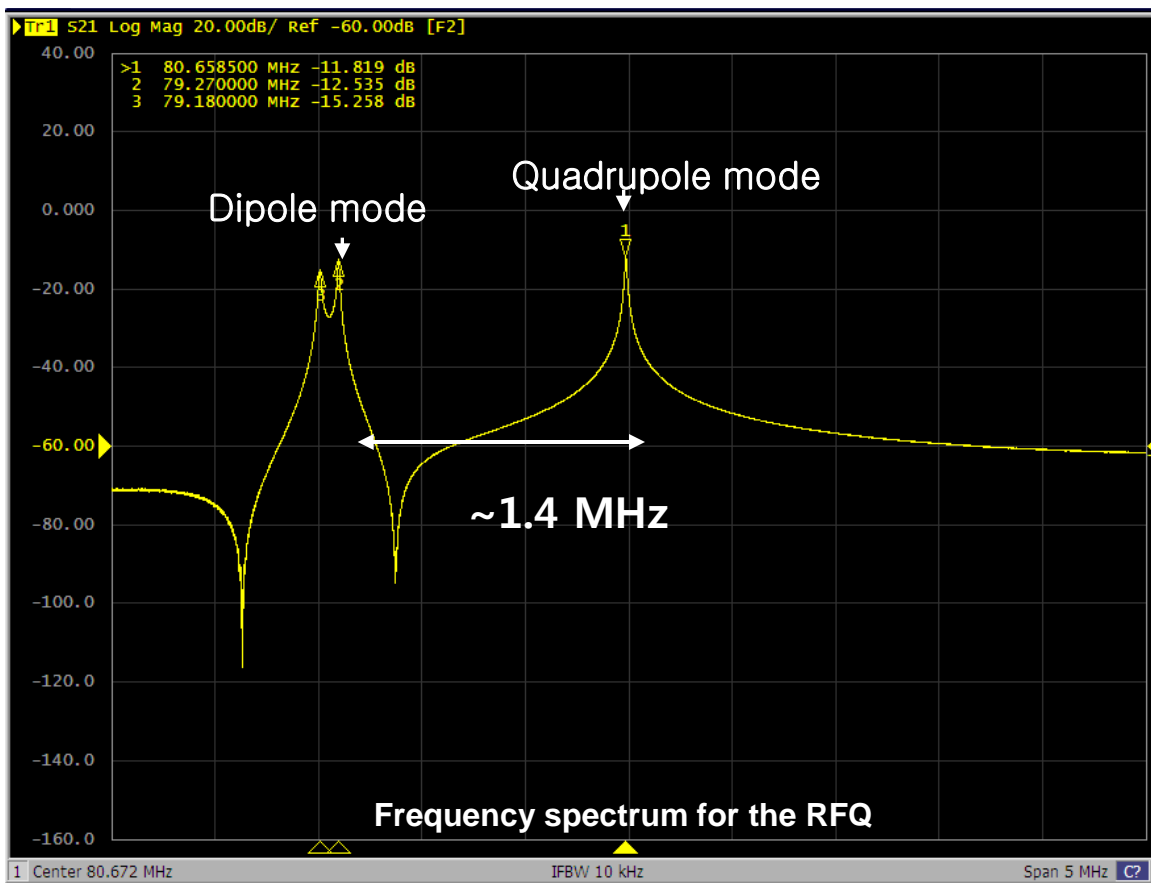 Tr1 S21 Log Mag 20.00dB/ Ref -60.00dB [F2]
40.00
>1 80.658500 MHz -11.819 dB
2 79.270000 MHz -12.535 dB
3 79.180000 MHz -15.258 dB
20.00
Quadrupole mode
0.000
Dipole mode
1
3 2
-20.00
-40.00
-60.00
~1.4 MHz
-80.00
-100.0
-120.0
-140.0
Frequency spectrum for the RFQ
-160.0
1 Center 80.672 MHz IFBW 10 kHz Span 5 MHz C?